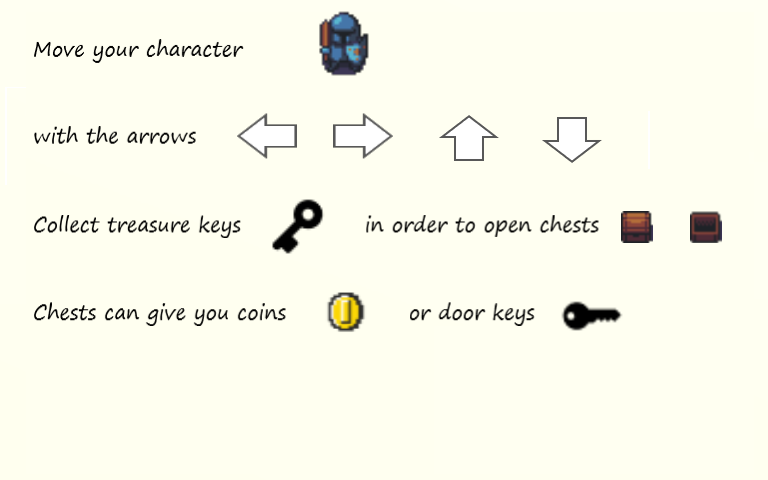 Move your character
with the arrows
Collect treasure keys in order to open chests
Chests can give you coins or door keys